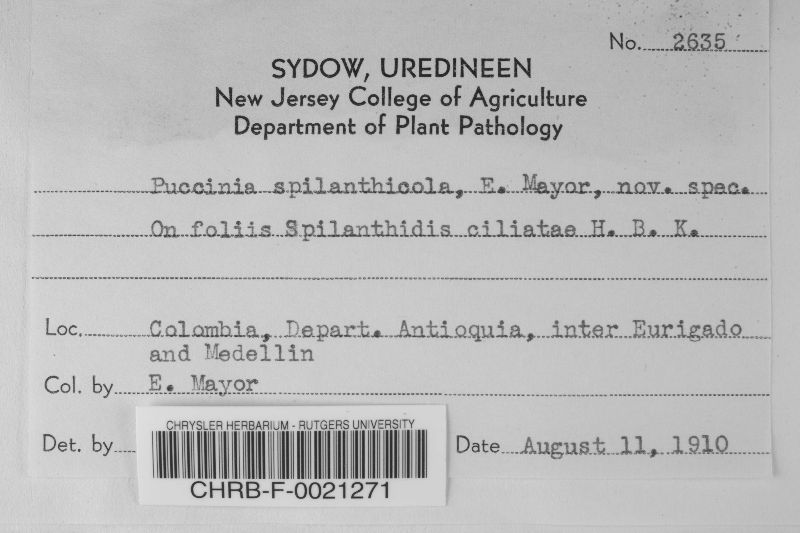 No. 2635
SYDOW, UREDINEEN
New Jersey College of Agriculture
Department of Plant Pathology
Puccinia spilanthicola, E. Mayor, nov. spec.
On foliis Spilanthidis ciliatae H. B. K.
Loc. Colombia, Depart. Antioquia, inter Eurigado
and Medellin
Col. by E. Mayor
Det. by
Date August 11, 1910
CHRYSLER HERBARIUM - RUTGERS UNIVERSITY
CHRB-F-0021271